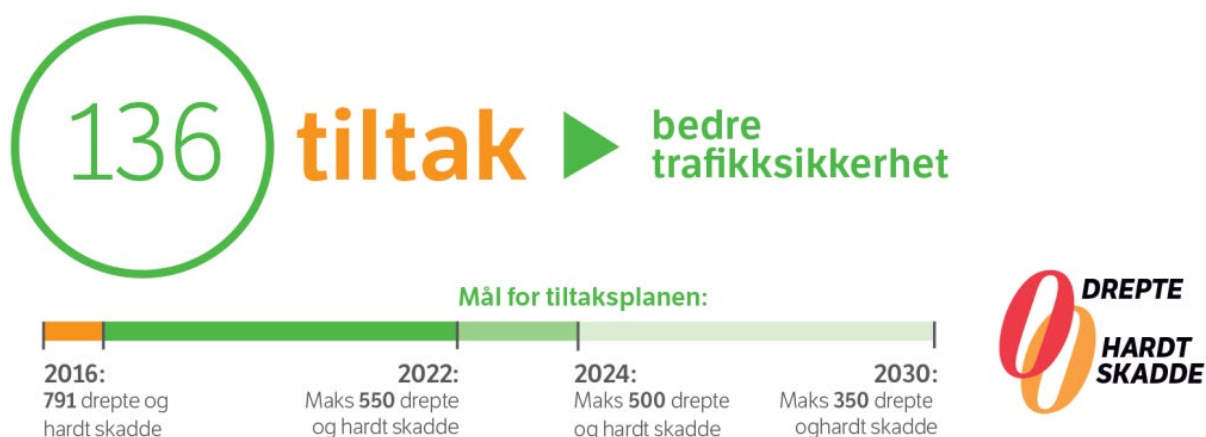 136
tiltak
bedre
trafikksikkerhet
Mål for tiltaksplanen:
2016:
791 drepte og
hardt skadde
2022:
Maks 550 drepte
og hardt skadde
2024:
Maks 500 drepte
og hardt skadde
2030:
Maks 350 drepte
oghardt skadde
0 DREPTE
0 HARDT
SKADDE